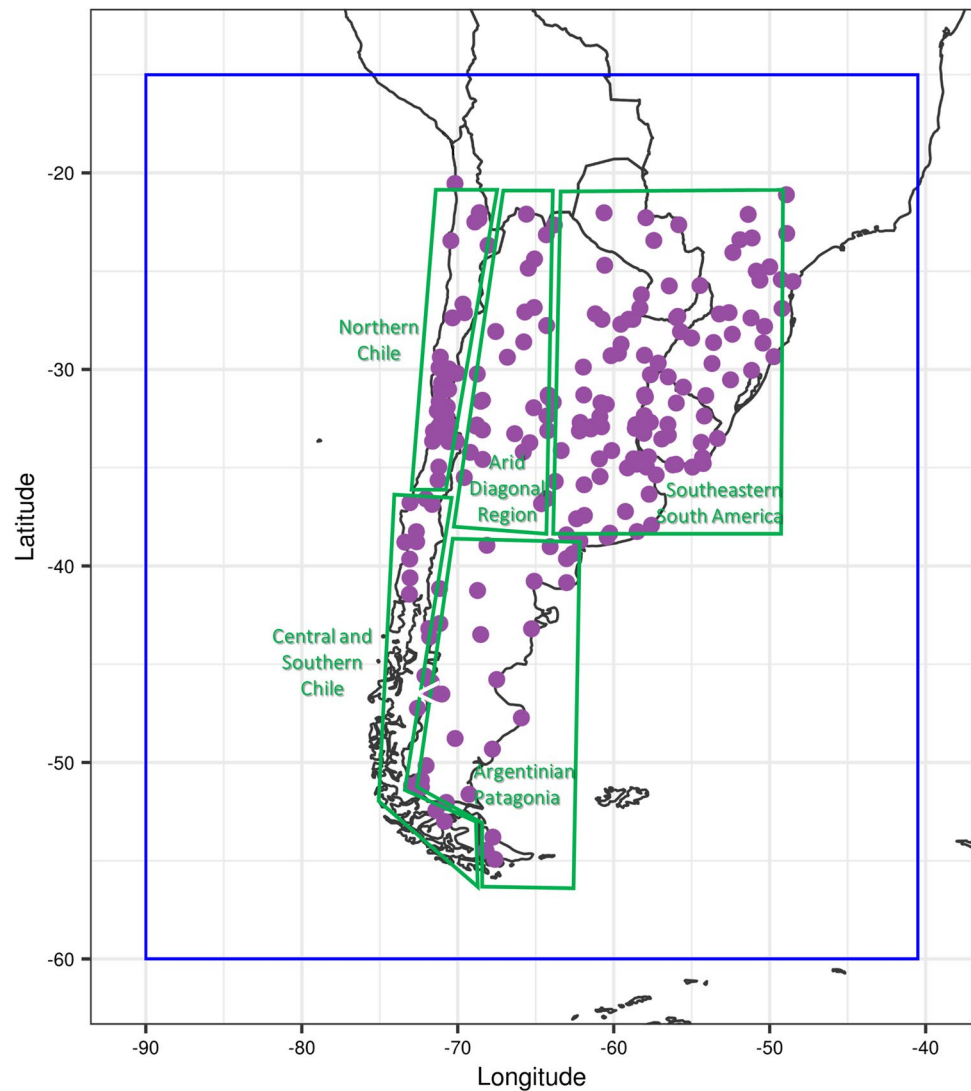 -20
-30
-40
-50
-60
Latitude
Northern
Chile
Arid
Diagonal
Region
Southeastern
South America
Central and
Southern
Chile
Argentinian
Patagonia
-90
-80
-70
-60
-50
-40
Longitude